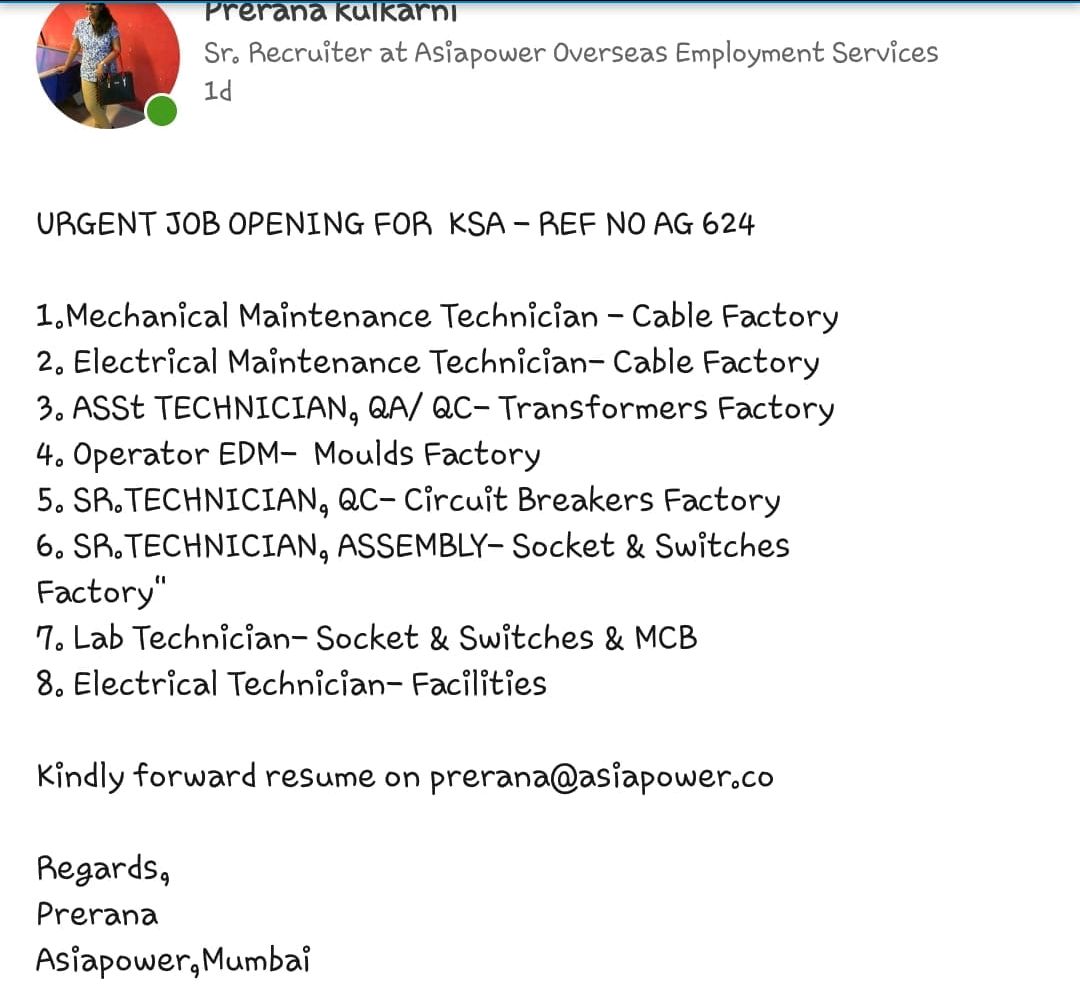 Prerana Kulkarni
Sr. Recruiter at Asiapower Overseas Employment Services
1d
URGENT JOB OPENING FOR  KSA - REF NO AG 624
1.Mechanical Maintenance Technician - Cable Factory
2. Electrical Maintenance Technician- Cable Factory
3. ASSt TECHNICIAN, QA/ QC- Transformers Factory
4. Operator EDM-  Moulds Factory
5. SR.TECHNICIAN, QC- Circuit Breakers Factory
6. SR.TECHNICIAN, ASSEMBLY- Socket & Switches
Factory"
7. Lab Technician- Socket & Switches & MCB
8. Electrical Technician- Facilities
Kindly forward resume on prerana@asiapower.co
Regards,
Prerana
Asiapower,Mumbai